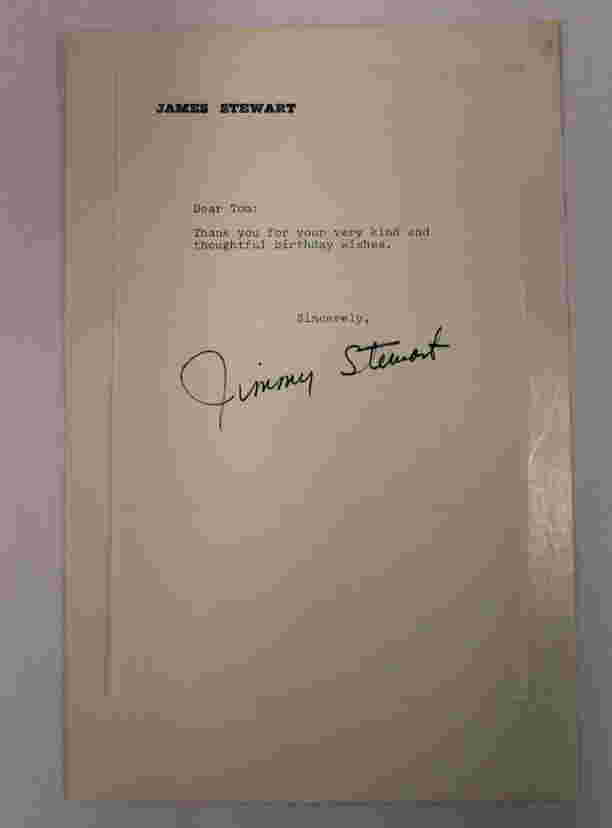 JAMES STEWART
Dear Tom:
Thank you for your very kind and
thoughtful birthday wishes.
Sincerely,
Jimmy Stewart